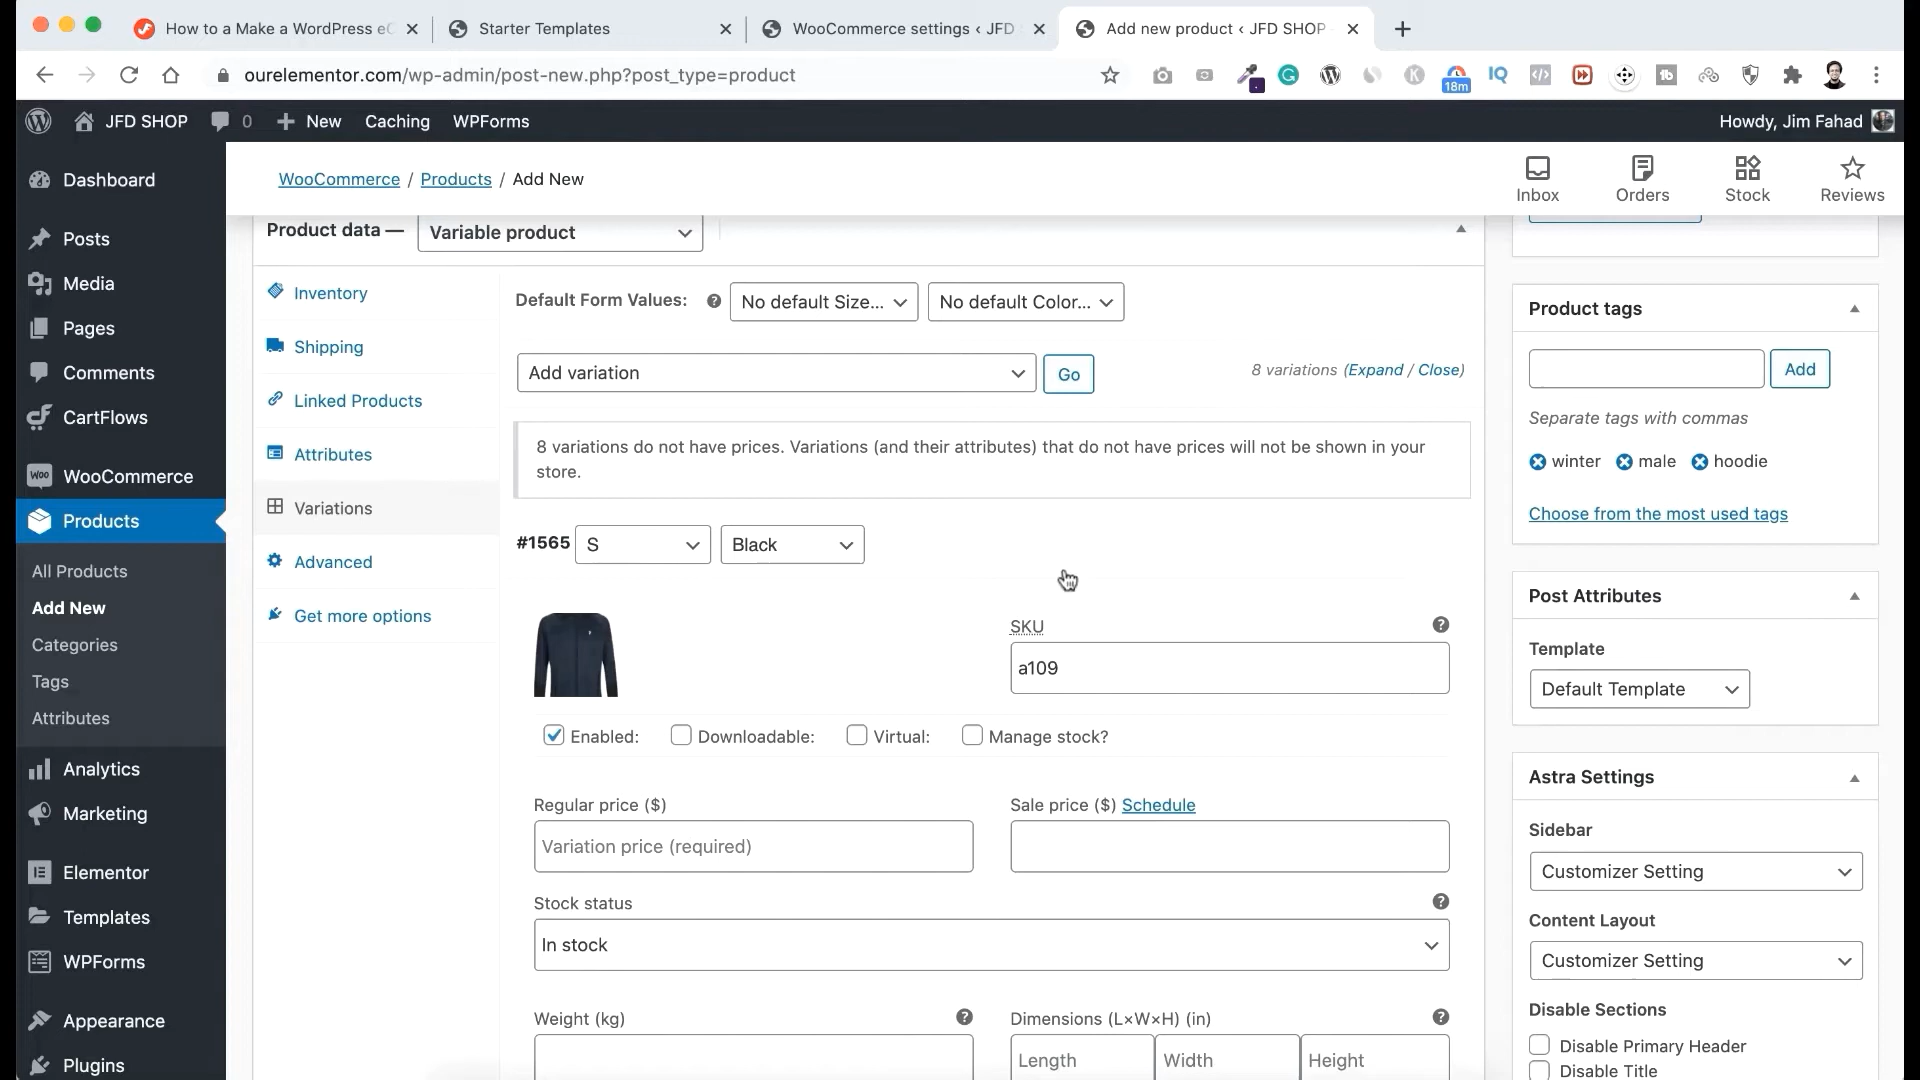 How to a Make a WordPress eC
Starter Templates
WooCommerce settings ‹ JFD
Add new product ‹ JFD SHOP
ourelementor.com/wp-admin/post-new.php?post_type=product
18m
IQ
JFD SHOP
0
New
Caching
WPForms
Howdy, Jim Fahad
Dashboard
Posts
Media
Pages
Comments
CartFlows
WooCommerce
Products
All Products
Add New
Categories
Tags
Attributes
Analytics
Marketing
Elementor
Templates
WPForms
Appearance
Plugins
WooCommerce / Products / Add New
Inbox
Orders
Stock
Reviews
Product data —
Variable product
Inventory
Shipping
Linked Products
Attributes
Variations
Advanced
Get more options
Default Form Values:
No default Size...
No default Color...
Add variation
Go
8 variations (Expand / Close)
8 variations do not have prices. Variations (and their attributes) that do not have prices will not be shown in your
store.
#1565
S
Black
SKU
a109
Enabled:
Downloadable:
Virtual:
Manage stock?
Regular price ($)
Variation price (required)
Sale price ($) Schedule
Stock status
In stock
Weight (kg)
Dimensions (L×W×H) (in)
Length
Width
Height
Product tags
Add
Separate tags with commas
winter
male
hoodie
Choose from the most used tags
Post Attributes
Template
Default Template
Astra Settings
Sidebar
Customizer Setting
Content Layout
Customizer Setting
Disable Sections
Disable Primary Header
Disable Title